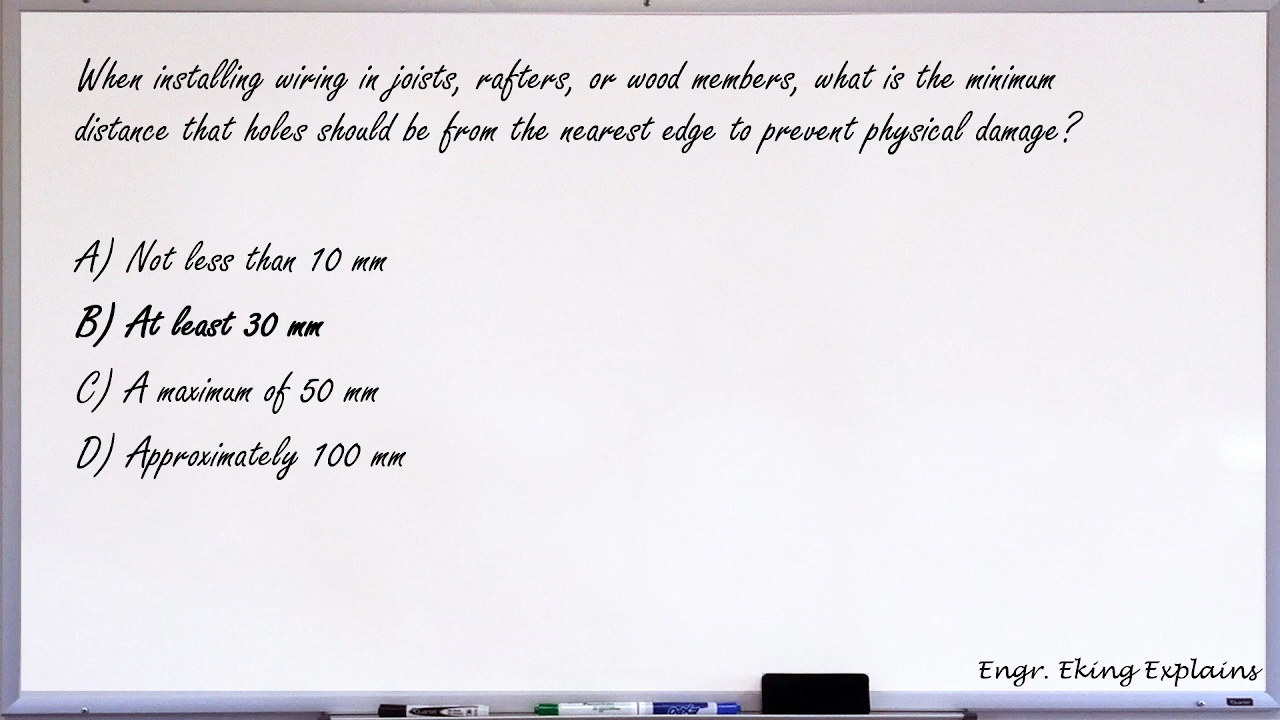 When installing wiring in joists, rafters, or wood members, what is the minimum
distance that holes should be from the nearest edge to prevent physical damage?
A) Not less than 10 mm
B) At least 30 mm
C) A maximum of 50 mm
D) Approximately 100 mm
Engr. Eking Explains